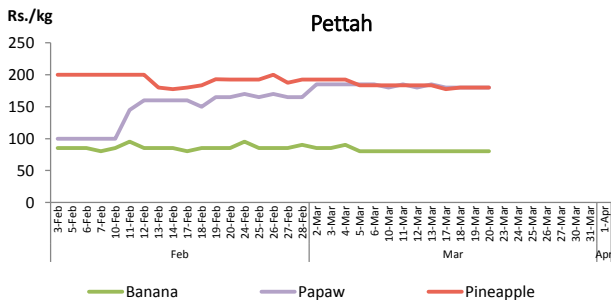 Rs./kg
Pettah
250
200
150
100
50
0
3-Feb
5-Feb
6-Feb
7-Feb
10-Feb
11-Feb
12-Feb
13-Feb
14-Feb
17-Feb
18-Feb
19-Feb
20-Feb
24-Feb
25-Feb
26-Feb
27-Feb
28-Feb
2-Mar
3-Mar
4-Mar
5-Mar
6-Mar
10-Mar
11-Mar
12-Mar
13-Mar
16-Mar
17-Mar
18-Mar
19-Mar
20-Mar
23-Mar
24-Mar
25-Mar
26-Mar
27-Mar
30-Mar
31-Mar
1-Apr
Feb
Mar
Apr
Banana
Papaw
Pineapple